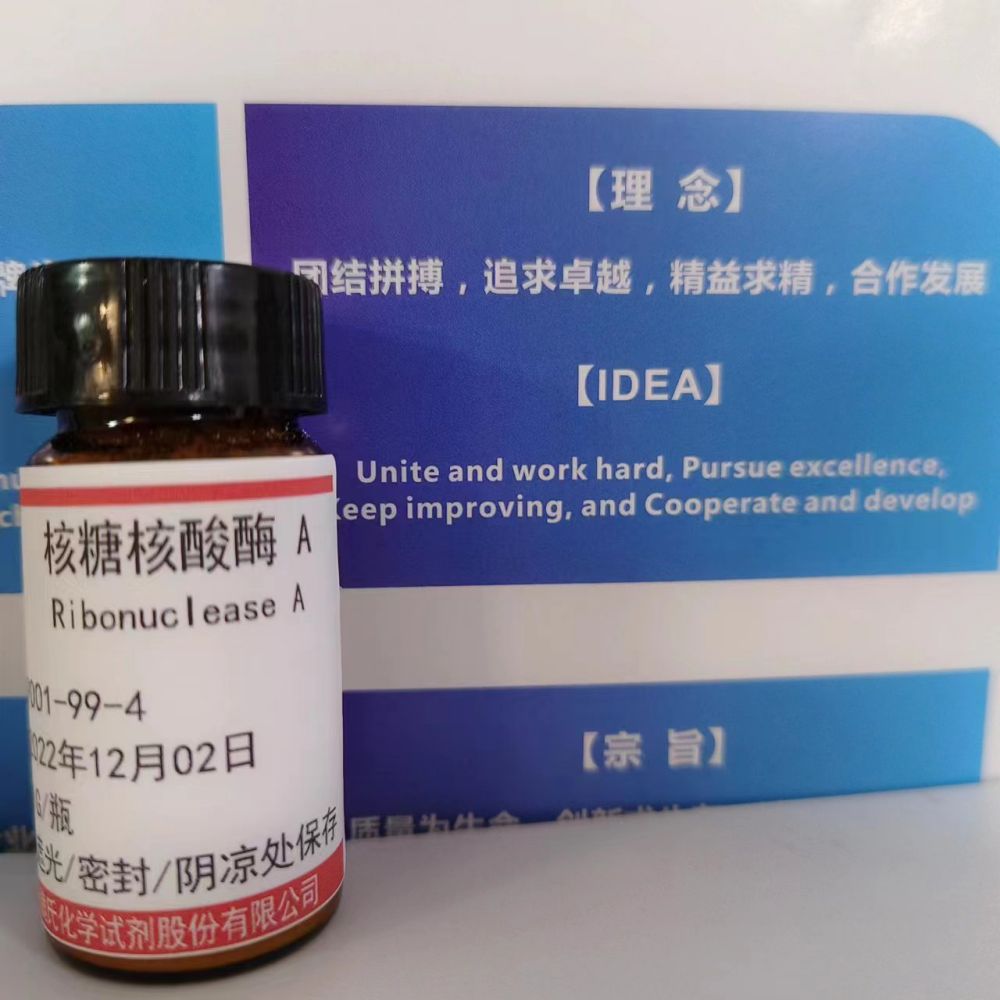 【理 念】
团结拼搏，追求卓越，精益求精，合作发展
【IDEA】
Unite and work hard, Pursue excellence,
Keep improving, and Cooperate and develop
【宗 旨】
核糖核酸酶 A
Ribonuclease A
001-99-4
022年12月02日
G/瓶
光/密封/阴凉处保存
氏化学试剂股份有限公司